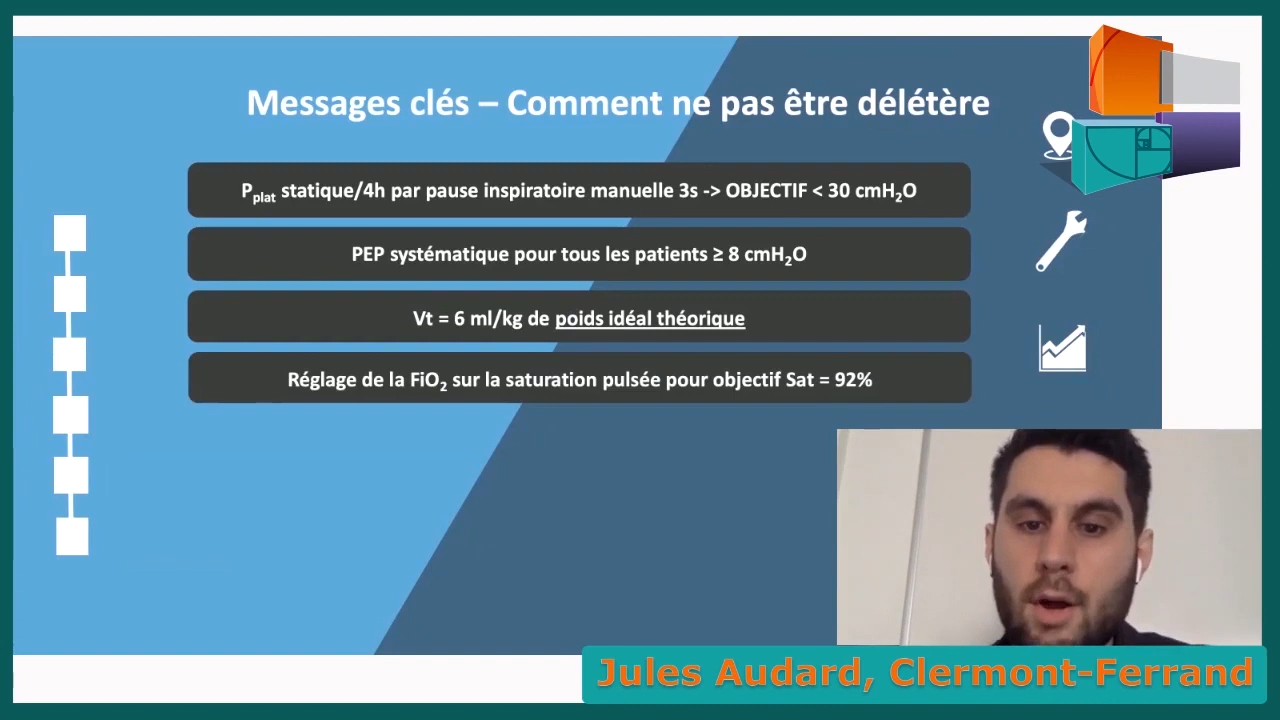 Messages clés – Comment ne pas être délétère
Pplat statique/4h par pause inspiratoire manuelle 3s -> OBJECTIF < 30 cmH2O
PEP systématique pour tous les patients ≥ 8 cmH2O
Vt = 6 ml/kg de poids idéal théorique
Réglage de la FiO2 sur la saturation pulsée pour objectif Sat = 92%
Jules Audard, Clermont-Ferrand